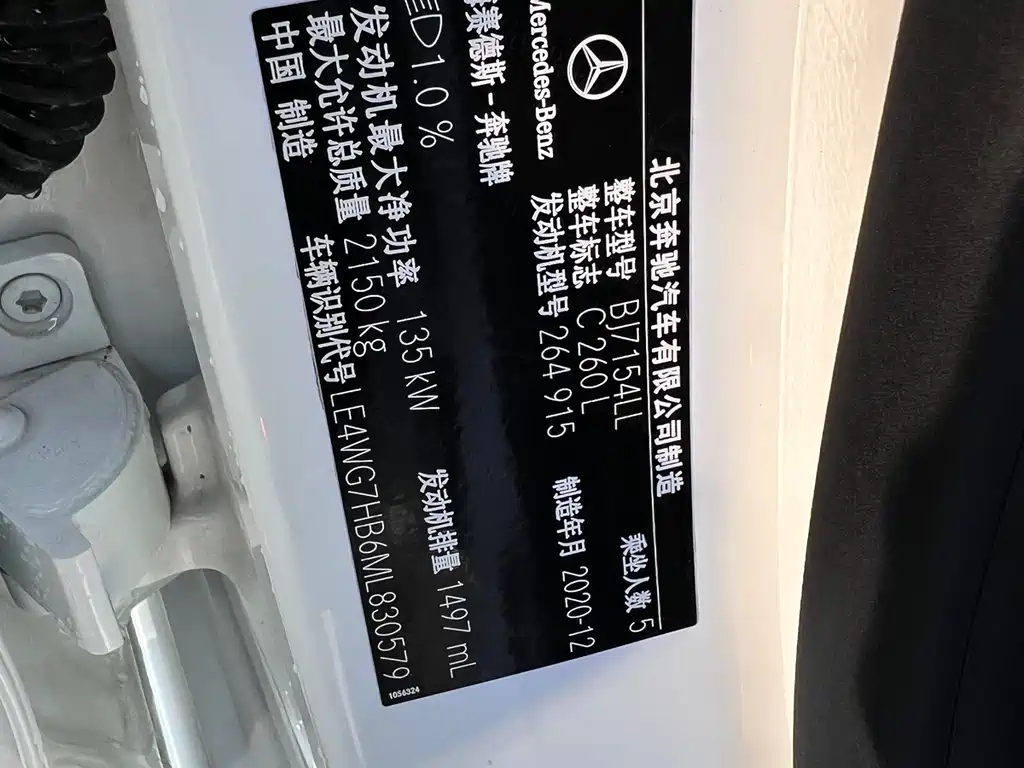 北京奔驰汽车有限公司制造
Mercedes-Benz
整车型号 BJ7154LL 乘坐人数 5
整车标志 C 260 L
发动机型号 264 915 制造年月 2020-12
梅赛德斯-奔驰牌
1.0 %
发动机最大净功率 135 kW 发动机排量 1497 mL
最大允许总质量 2150 kg
中国 制造 车辆识别代号 LE4WG7HB6ML830579
1056324